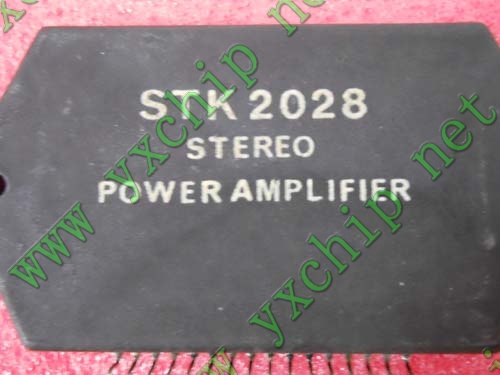 STK 2028
STEREO
POWER AMPLIFIER
www yxchip net
www yxchip net